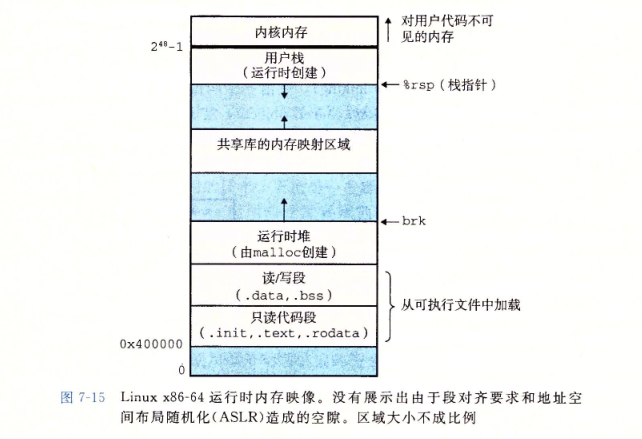 内核内存
对用户代码不可
见的内存
2⁴⁸-1
用户栈
(运行时创建)
%rsp (栈指针)
共享库的内存映射区域
brk
运行时堆
(由malloc创建)
读/写段
(.data,.bss)
从可执行文件中加载
只读代码段
(.init,.text,.rodata)
0x400000
0
图 7-15 Linux x86-64 运行时内存映像。没有展示出由于段对齐要求和地址空
间布局随机化(ASLR)造成的空隙。区域大小不成比例